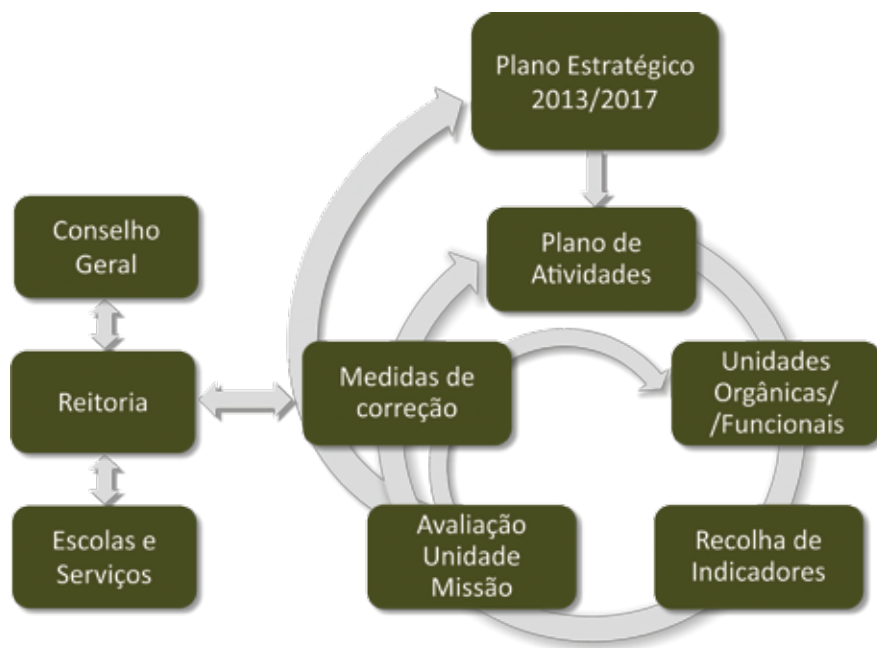 Plano Estratégico
2013/2017
Plano de
Atividades
Conselho
Geral
Reitoria
Medidas de
correção
Unidades
Orgânicas/
/Funcionais
Escolas e
Serviços
Avaliação
Unidade
Missão
Recolha de
Indicadores